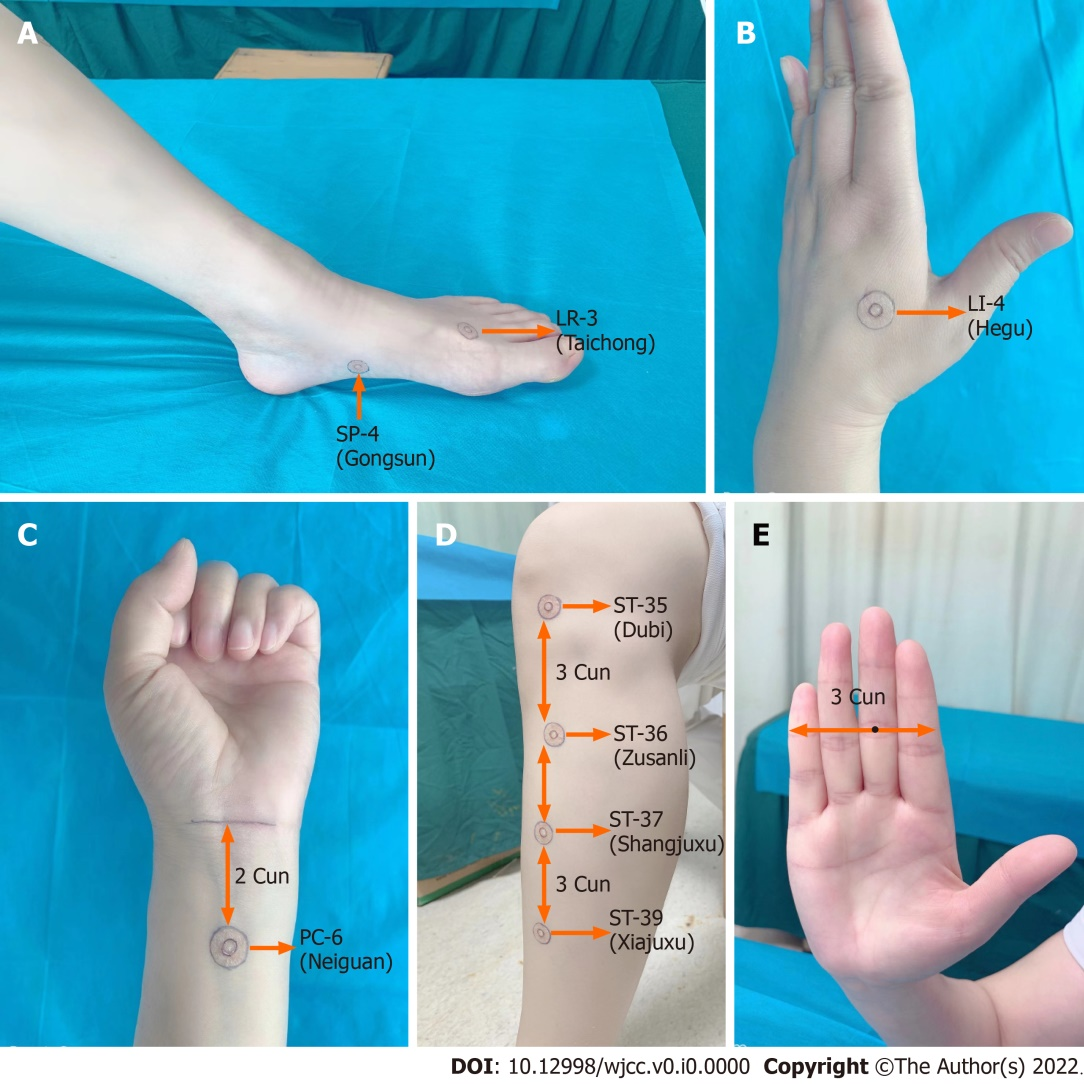 A
LR-3
(Taichong)
SP-4
(Gongsun)
B
LI-4
(Hegu)
C
2 Cun
PC-6
(Neiguan)
D
ST-35
(Dubi)
3 Cun
ST-36
(Zusanli)
ST-37
(Shangjuxu)
3 Cun
ST-39
(Xiajuxu)
E
3 Cun
DOI: 10.12998/wjcc.v0.i0.0000 Copyright ©The Author(s) 2022.